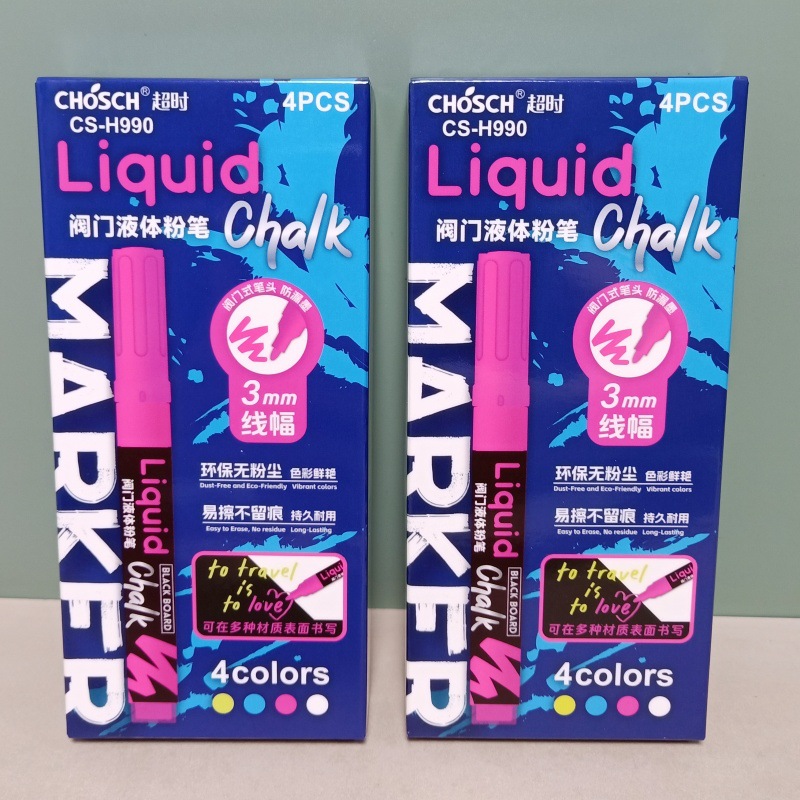 CHOSCH® 超时
4PCS
CS-H990
Liquid
Chalk
阀门液体粉笔
MARKER
阀门式笔头 防漏墨
3mm
线幅
Liquid
阀门液体粉笔
Chalk
BLACK BOARD
环保无粉尘 色彩鲜艳
Dust-Free and Eco-Friendly Vibrant colors
易擦不留痕 持久耐用
Easy to Erase, No residue Long-Lasting
to travel
is
to love
Liqui
可在多种材质表面书写
4colors
CHOSCH® 超时
4PCS
CS-H990
Liquid
Chalk
阀门液体粉笔
MARKER
阀门式笔头 防漏墨
3mm
线幅
Liquid
阀门液体粉笔
Chalk
BLACK BOARD
环保无粉尘 色彩鲜艳
Dust-Free and Eco-Friendly Vibrant colors
易擦不留痕 持久耐用
Easy to Erase, No residue Long-Lasting
to travel
is
to love
Liqui
可在多种材质表面书写
4colors